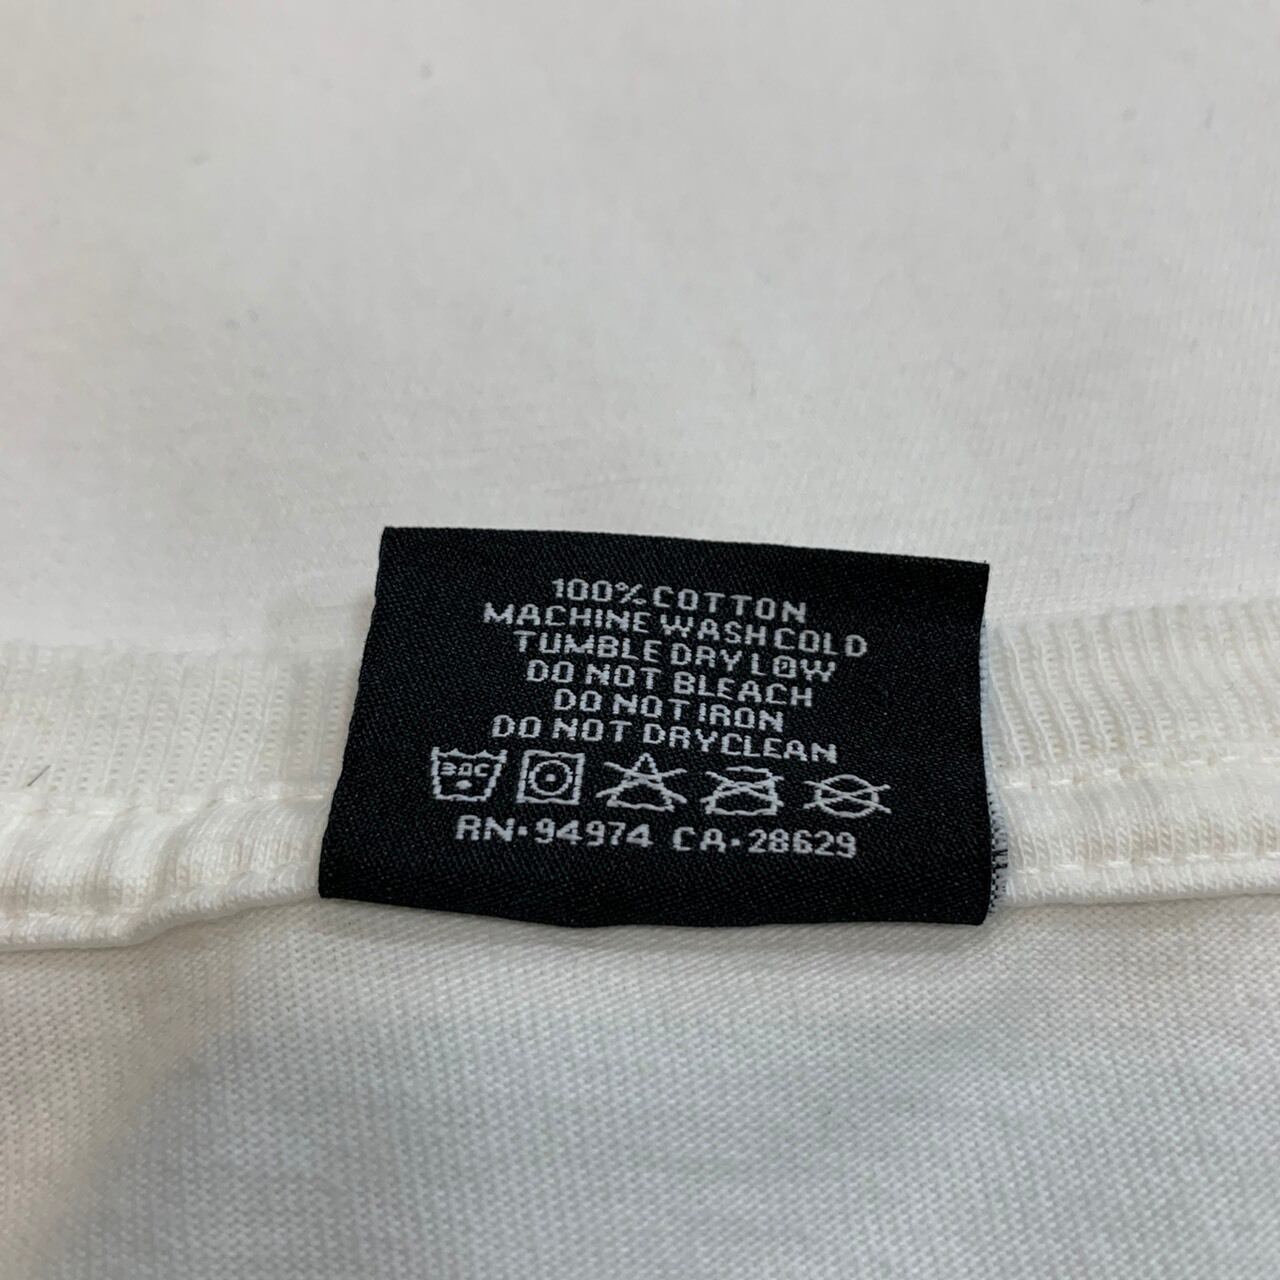 100% COTTON
MACHINE WASH COLD
TUMBLE DRY LOW
DO NOT BLEACH
DO NOT IRON
DO NOT DRYCLEAN
30C
RN·94974 CA·28629